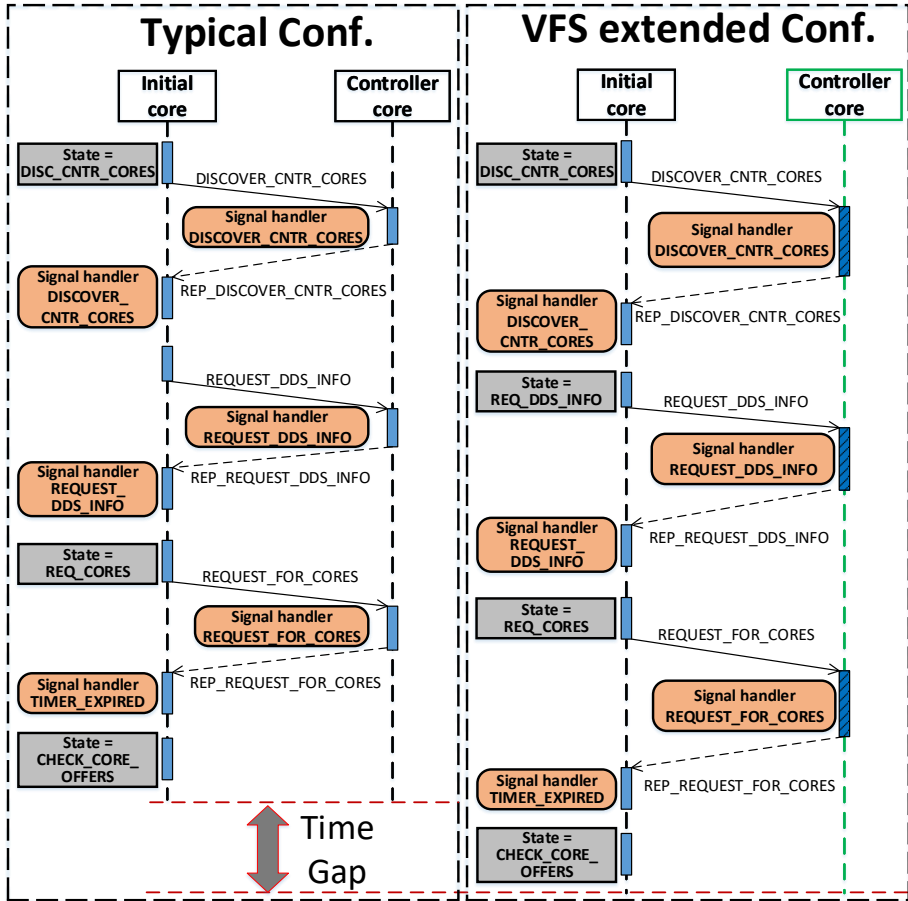 Typical Conf.
Initial
core
Controller
core
State =
DISC_CNTR_CORES
DISCOVER_CNTR_CORES
Signal handler
DISCOVER_CNTR_CORES
Signal handler
DISCOVER_
CNTR_CORES
REP_DISCOVER_CNTR_CORES
REQUEST_DDS_INFO
Signal handler
REQUEST_DDS_INFO
Signal handler
REQUEST_
DDS_INFO
REP_REQUEST_DDS_INFO
State =
REQ_CORES
REQUEST_FOR_CORES
Signal handler
REQUEST_FOR_CORES
Signal handler
TIMER_EXPIRED
REP_REQUEST_FOR_CORES
State =
CHECK_CORE_
OFFERS
Time
Gap
VFS extended Conf.
Initial
core
Controller
core
State =
DISC_CNTR_CORES
DISCOVER_CNTR_CORES
Signal handler
DISCOVER_CNTR_CORES
Signal handler
DISCOVER_
CNTR_CORES
REP_DISCOVER_CNTR_CORES
State =
REQ_DDS_INFO
REQUEST_DDS_INFO
Signal handler
REQUEST_DDS_INFO
Signal handler
REQUEST_
DDS_INFO
REP_REQUEST_DDS_INFO
State =
REQ_CORES
REQUEST_FOR_CORES
Signal handler
REQUEST_FOR_CORES
Signal handler
TIMER_EXPIRED
REP_REQUEST_FOR_CORES
State =
CHECK_CORE_
OFFERS